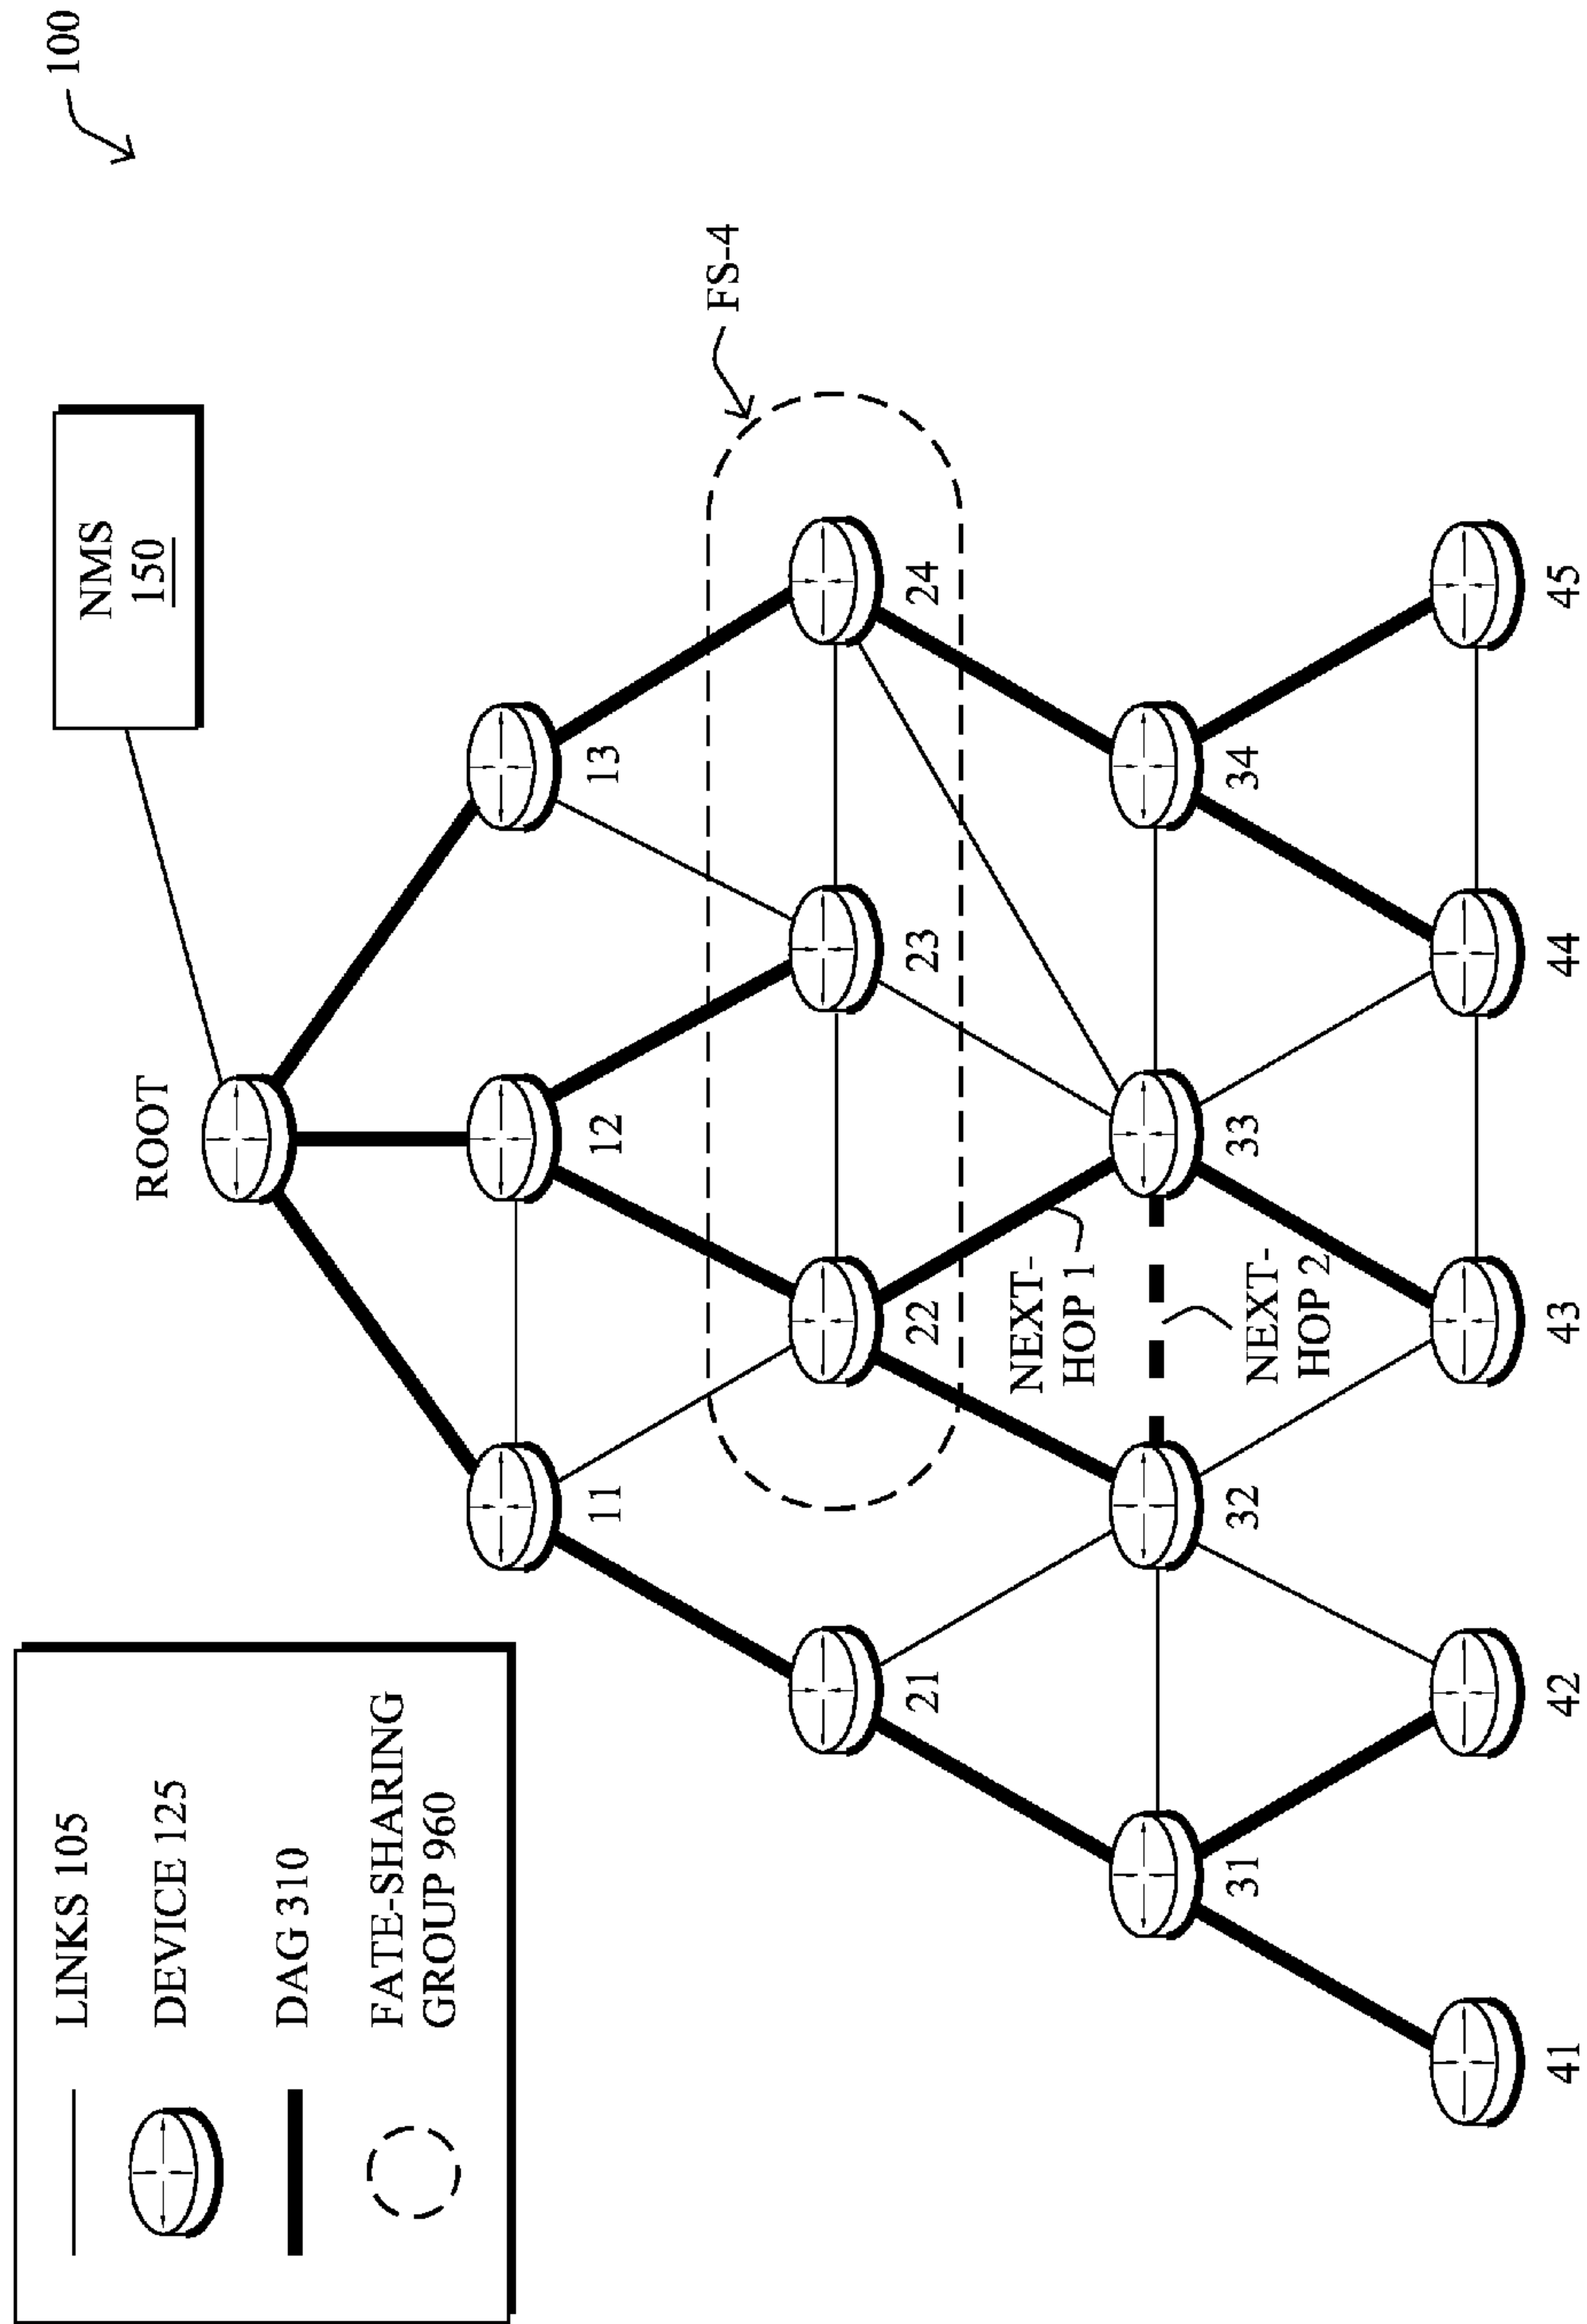 100
LINKS 105
DEVICE 125
DAG 310
FATE-SHARING
GROUP 960
NMS
150
ROOT
11
12
13
FS-4
21
22
23
24
NEXT-
HOP 1
31
32
33
34
NEXT-
HOP 2
41
42
43
44
45